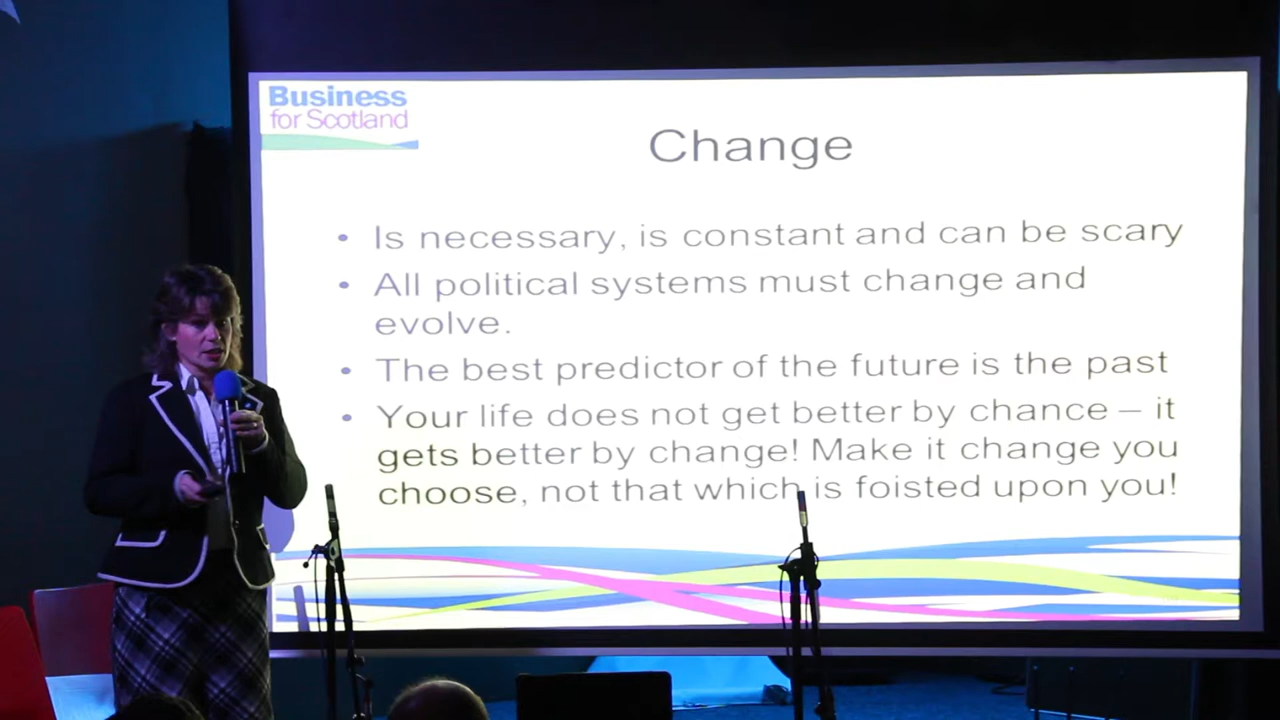 Business
for Scotland
Change
• Is necessary, is constant and can be scary
• All political systems must change and
evolve.
• The best predictor of the future is the past
• Your life does not get better by chance – it
gets better by change! Make it change you
choose, not that which is foisted upon you!